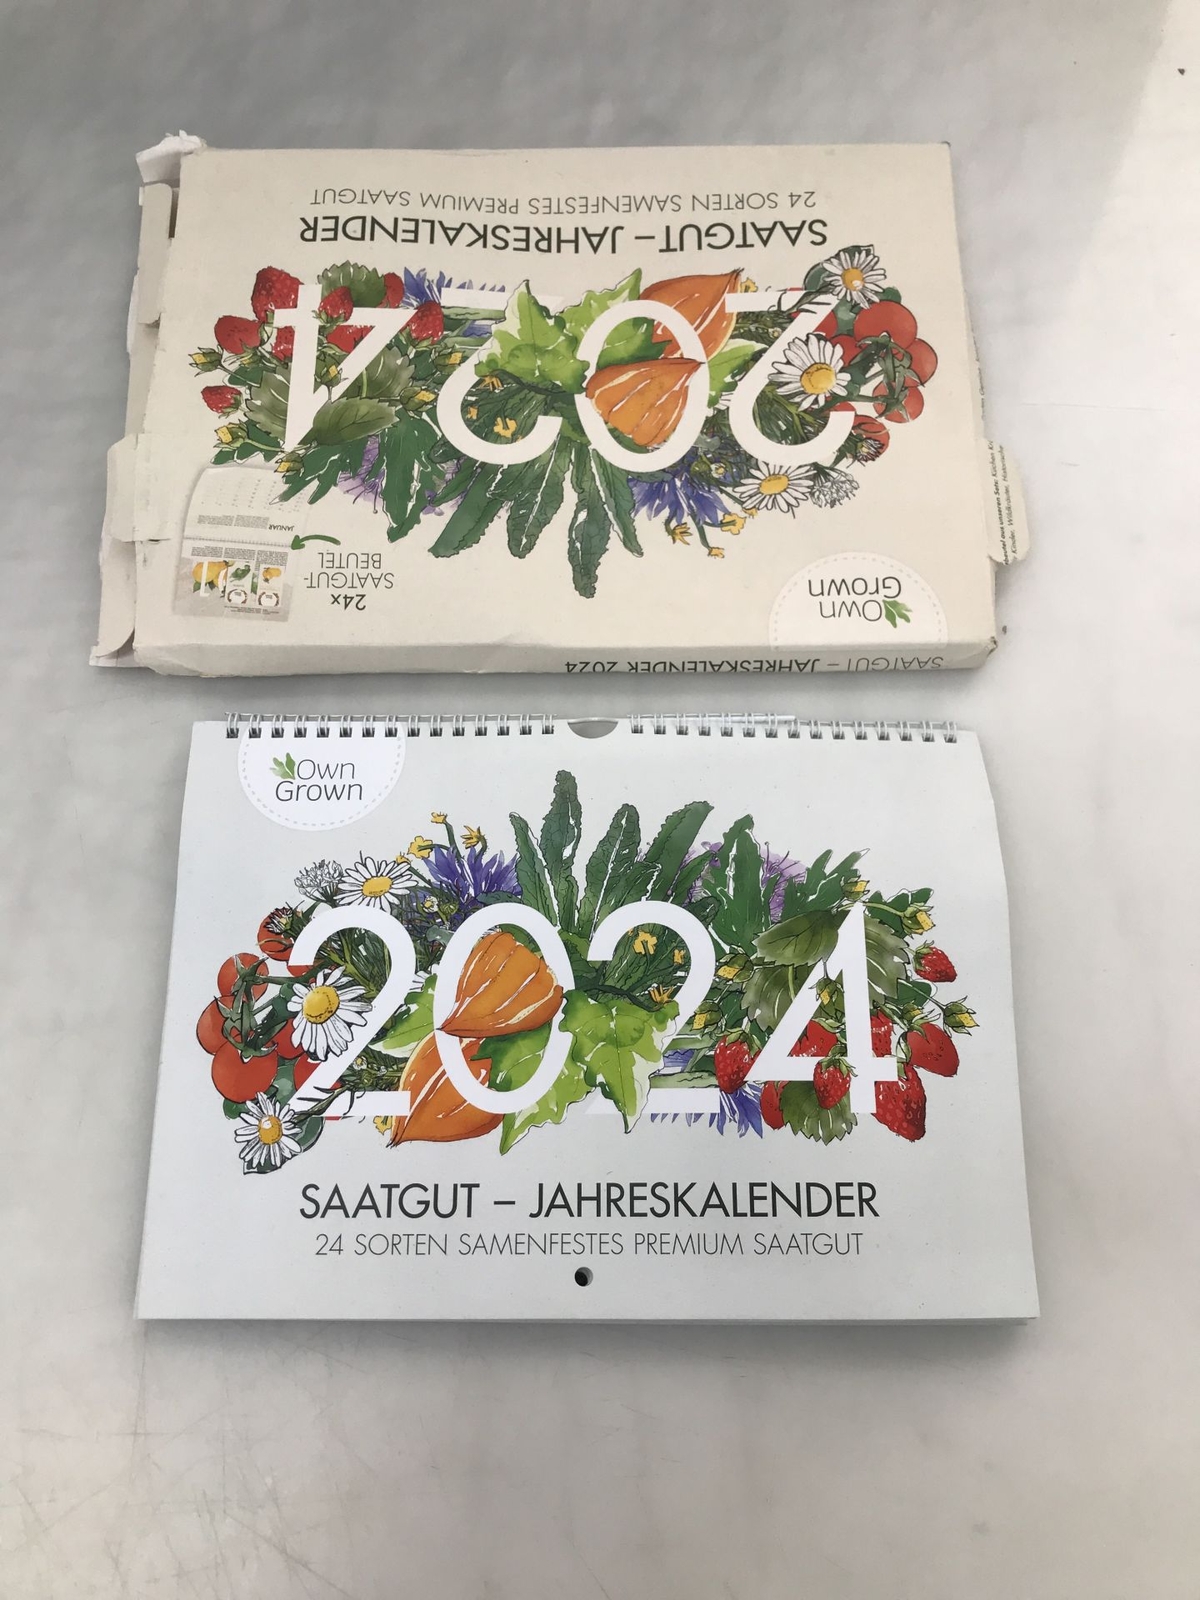 24 SORTEN SAMENFESTES PREMIUM SAATGUT
SAATGUT – JAHRESKALENDER
2024
24x
SAATGUT-
BEUTEL
JANUAR
Own
Grown
SAATGUT – JAHRESKALENDER 2024
Own
Grown
2024
SAATGUT – JAHRESKALENDER
24 SORTEN SAMENFESTES PREMIUM SAATGUT